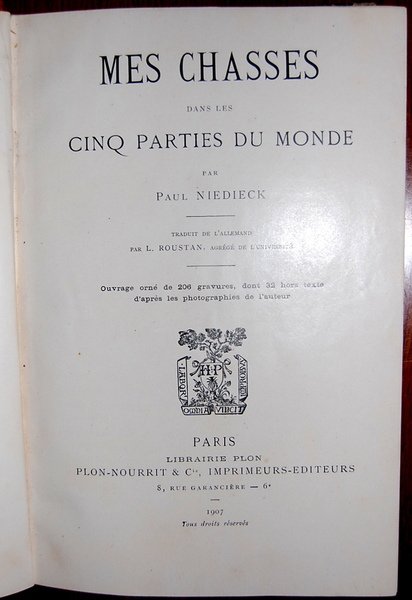 MES CHASSES
DANS LES
CINQ PARTIES DU MONDE
PAR
PAUL NIEDIECK
TRADUIT DE L'ALLEMAND
PAR L. ROUSTAN, AGRÉGÉ DE L'UNIVERSITÉ
Ouvrage orné de 206 gravures, dont 32 hors texte
d'après les photographies de l'auteur
LABOR
H P
OMNIA VINCIT
PARIS
LIBRAIRIE PLON
PLON-NOURRIT & Cie, IMPRIMEURS-EDITEURS
8, RUE GARANCIÈRE — 6e
1907
Tous droits réservés